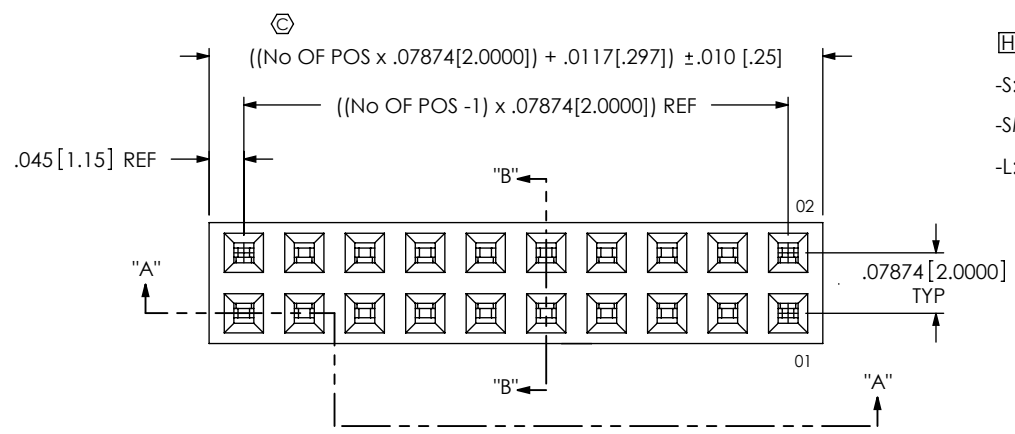 C
((No OF POS x .07874[2.0000]) + .0117[.297]) ±.010 [.25]
H
-S:
((No OF POS -1) x .07874[2.0000]) REF
-L:
.045[1.15] REF
"B"
02
"A"
.07874[2.0000]
TYP
01
"B"
"A"